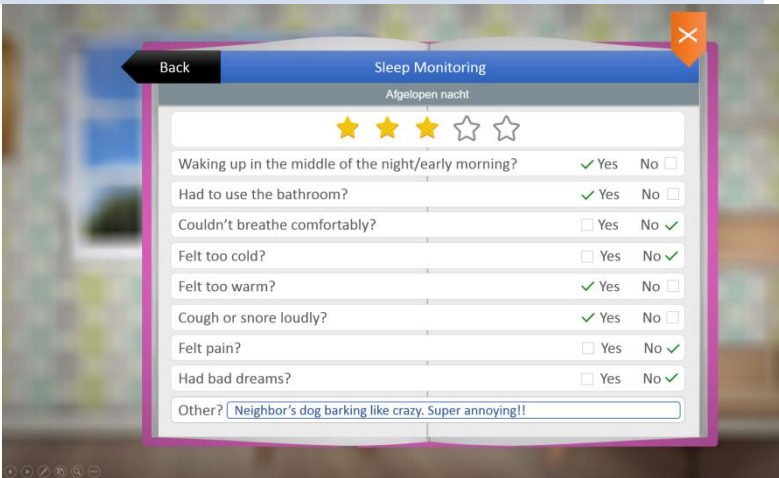 Back Sleep Monitoring
Afgelopen nacht
Waking up in the middle of the night/early morning? Yes No
Had to use the bathroom? Yes No
Couldn't breathe comfortably? Yes No
Felt too cold? Yes No
Felt too warm? Yes No
Cough or snore loudly? Yes No
Felt pain? Yes No
Had bad dreams? Yes No
Other? Neighbor's dog barking like crazy. Super annoying!!